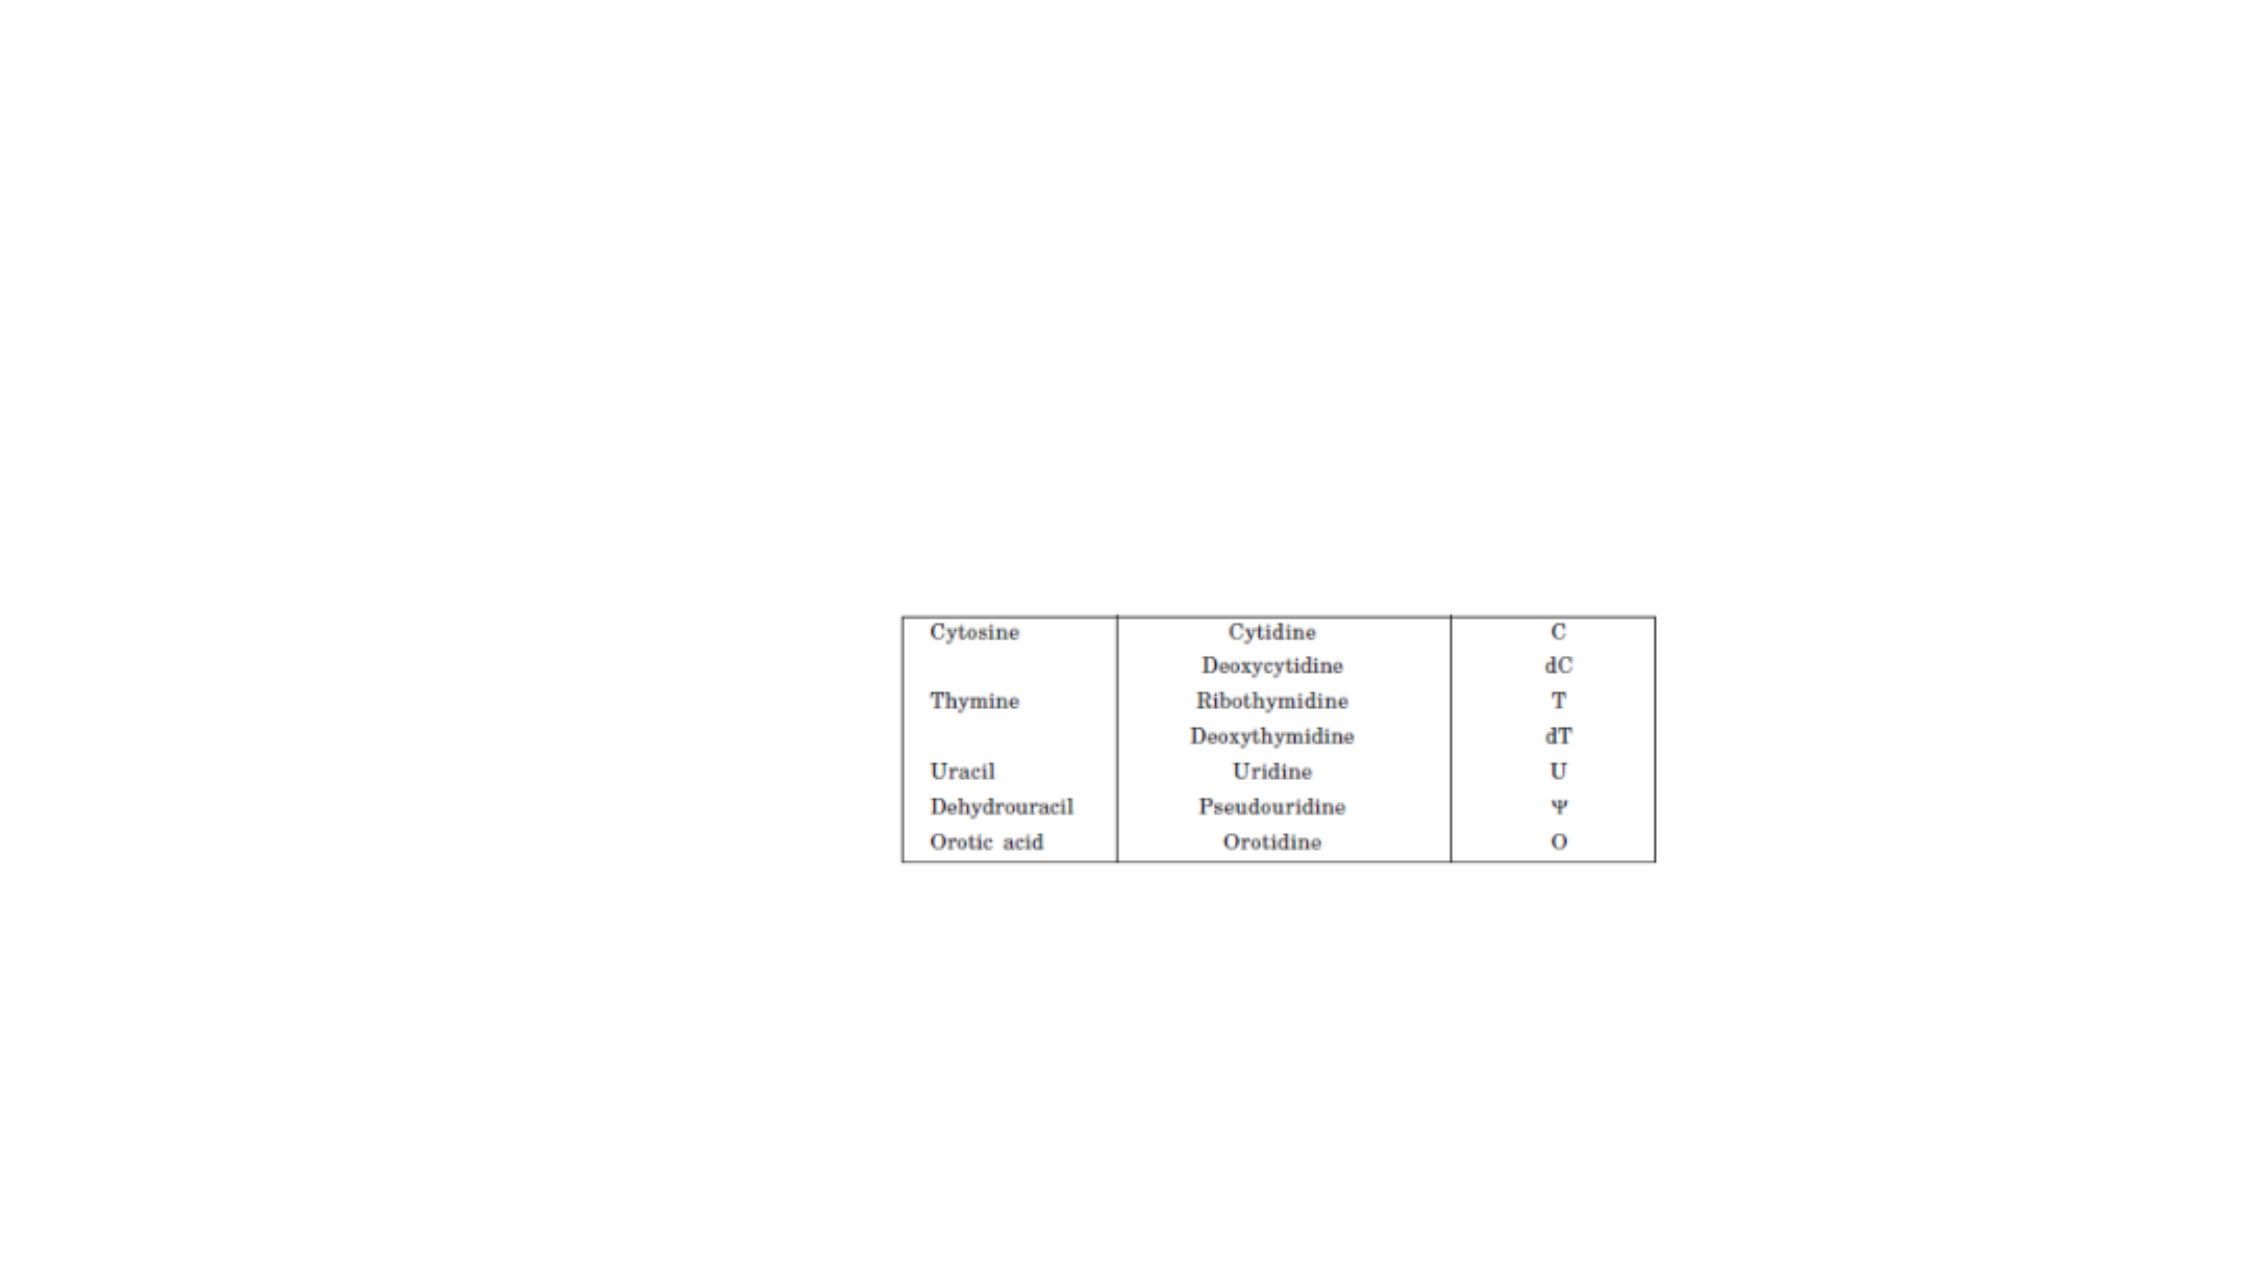 Cytosine Cytidine C
Deoxycytidine dC
Thymine Ribothymidine T
Deoxythymidine dT
Uracil Uridine U
Dehydrouracil Pseudouridine Ψ
Orotic acid Orotidine O